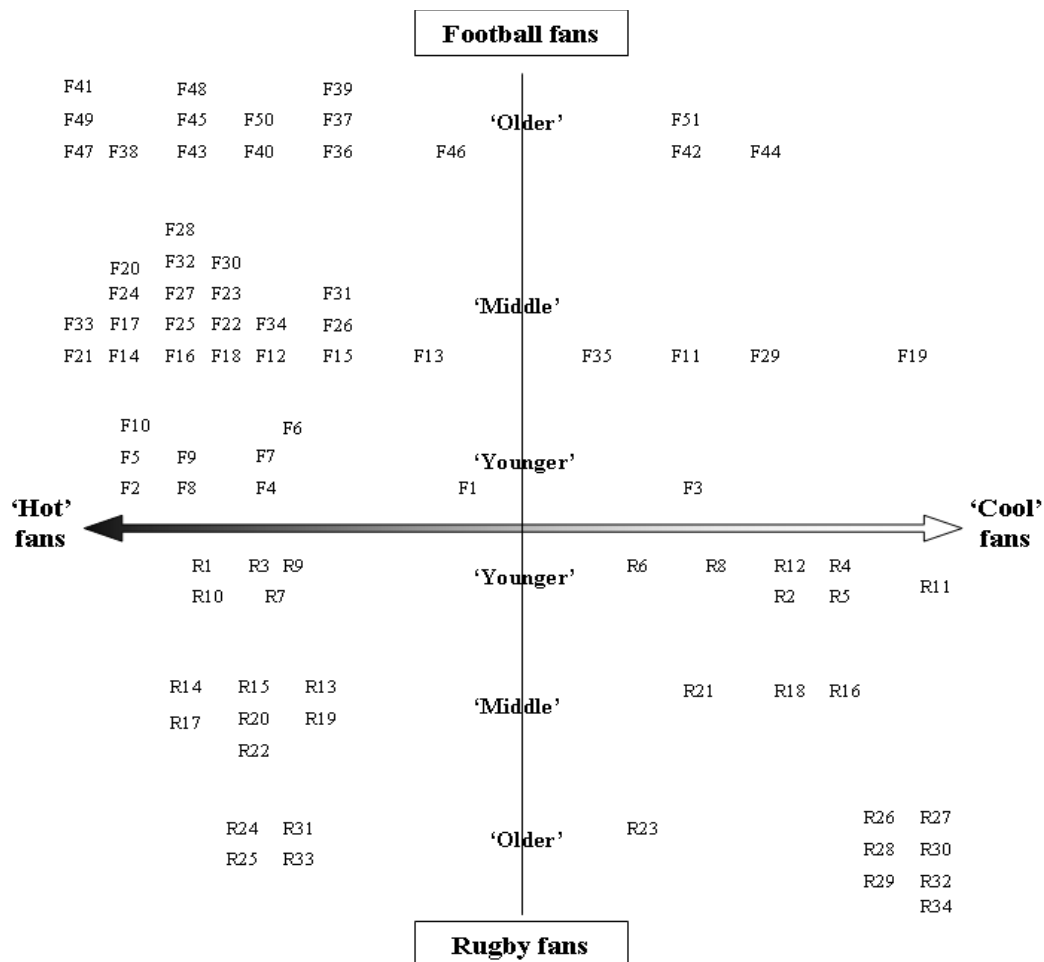 Football fans
F41 F48 F39
F49 F45 F50 F37 ‘Older’ F51
F47 F38 F43 F40 F36 F46 F42 F44
F28
F20 F32 F30
F24 F27 F23 F31 ‘Middle’
F33 F17 F25 F22 F34 F26
F21 F14 F16 F18 F12 F15 F13 F35 F11 F29 F19
F10 F6
F5 F9 F7 ‘Younger’
F2 F8 F4 F1 F3
‘Hot’ ‘Cool’
fans fans
R1 R3 R9 ‘Younger’ R6 R8 R12 R4
R10 R7 R2 R5 R11
R14 R15 R13 ‘Middle’ R21 R18 R16
R17 R20 R19
R22
R24 R31 ‘Older’ R23 R26 R27
R25 R33 R28 R30
R29 R32
R34
Rugby fans